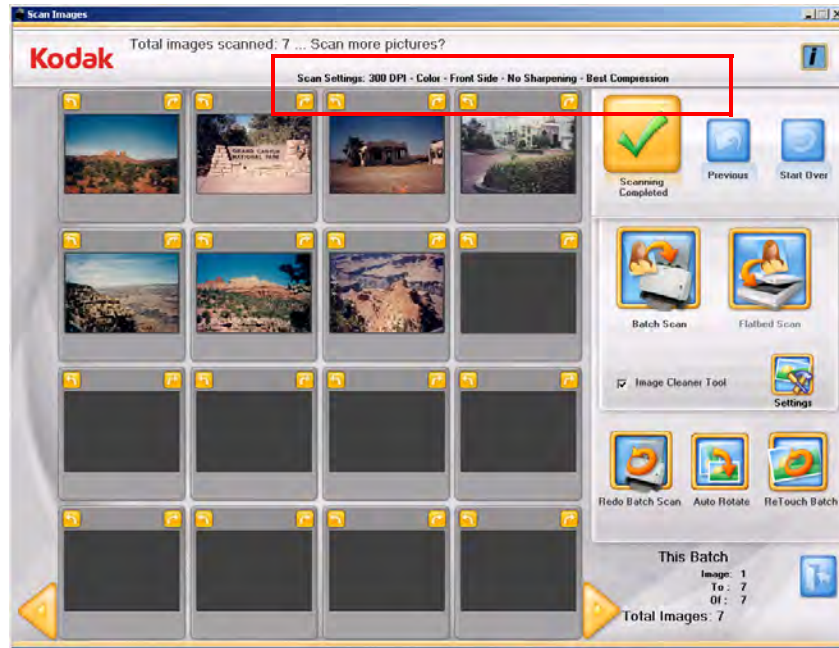 Scan Images
Kodak
Total images scanned: 7 ... Scan more pictures?
Scan Settings: 300 DPI - Color - Front Side - No Sharpening - Best Compression
i
GRAND CANYON
NATIONAL PARK
Scanning
Completed
Previous
Start Over
Batch Scan
Flatbed Scan
Image Cleaner Tool
Settings
Redo Batch Scan
Auto Rotate
ReTouch Batch
This Batch
Image: 1
To : 7
Of : 7
Total Images: 7